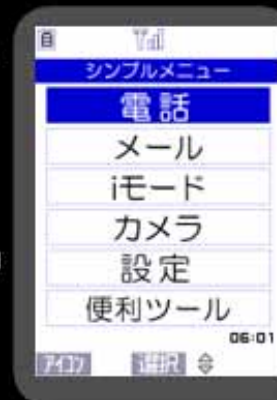 シンプルメニュー
電話
メール
iモード
カメラ
設定
便利ツール
06:01
アイコン 選択